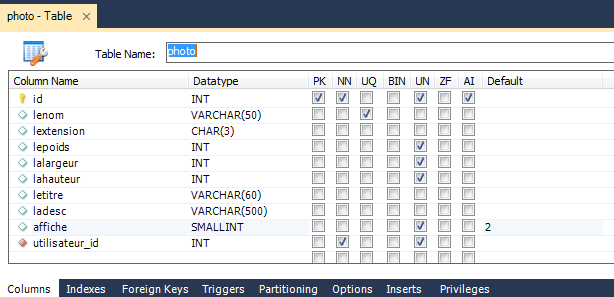 photo - Table ×
Table Name: photo
Column Name Datatype PK NN UQ BIN UN ZF AI Default
id INT
lenom VARCHAR(50)
lextension CHAR(3)
lepoids INT
lalargeur INT
lahauteur INT
letitre VARCHAR(60)
ladesc VARCHAR(500)
affiche SMALLINT 2
utilisateur_id INT
Columns Indexes Foreign Keys Triggers Partitioning Options Inserts Privileges